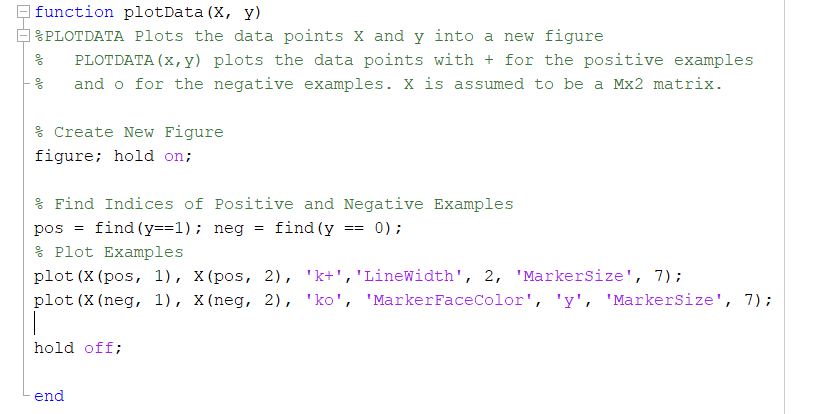 function plotData(X, y)
%PLOTDATA Plots the data points X and y into a new figure
%   PLOTDATA(x,y) plots the data points with + for the positive examples
%   and o for the negative examples. X is assumed to be a Mx2 matrix.
% Create New Figure
figure; hold on;
% Find Indices of Positive and Negative Examples
pos = find(y==1); neg = find(y == 0);
% Plot Examples
plot(X(pos, 1), X(pos, 2), 'k+','LineWidth', 2, 'MarkerSize', 7);
plot(X(neg, 1), X(neg, 2), 'ko', 'MarkerFaceColor', 'y', 'MarkerSize', 7);
hold off;
end